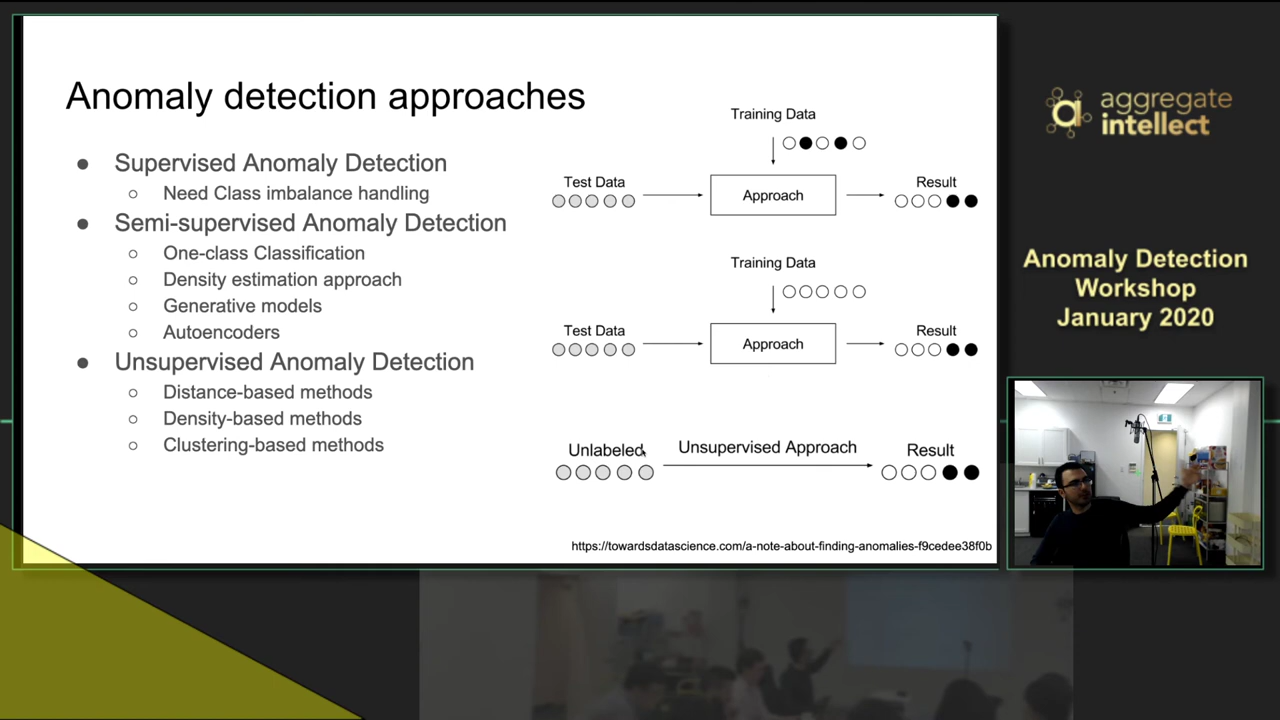 Anomaly detection approaches
● Supervised Anomaly Detection
○ Need Class imbalance handling
● Semi-supervised Anomaly Detection
○ One-class Classification
○ Density estimation approach
○ Generative models
○ Autoencoders
● Unsupervised Anomaly Detection
○ Distance-based methods
○ Density-based methods
○ Clustering-based methods
Training Data
Test Data
Approach
Result
Training Data
Test Data
Approach
Result
Unlabeled
Unsupervised Approach
Result
https://towardsdatascience.com/a-note-about-finding-anomalies-f9cedee38f0b
aggregate
intellect
Anomaly Detection
Workshop
January 2020